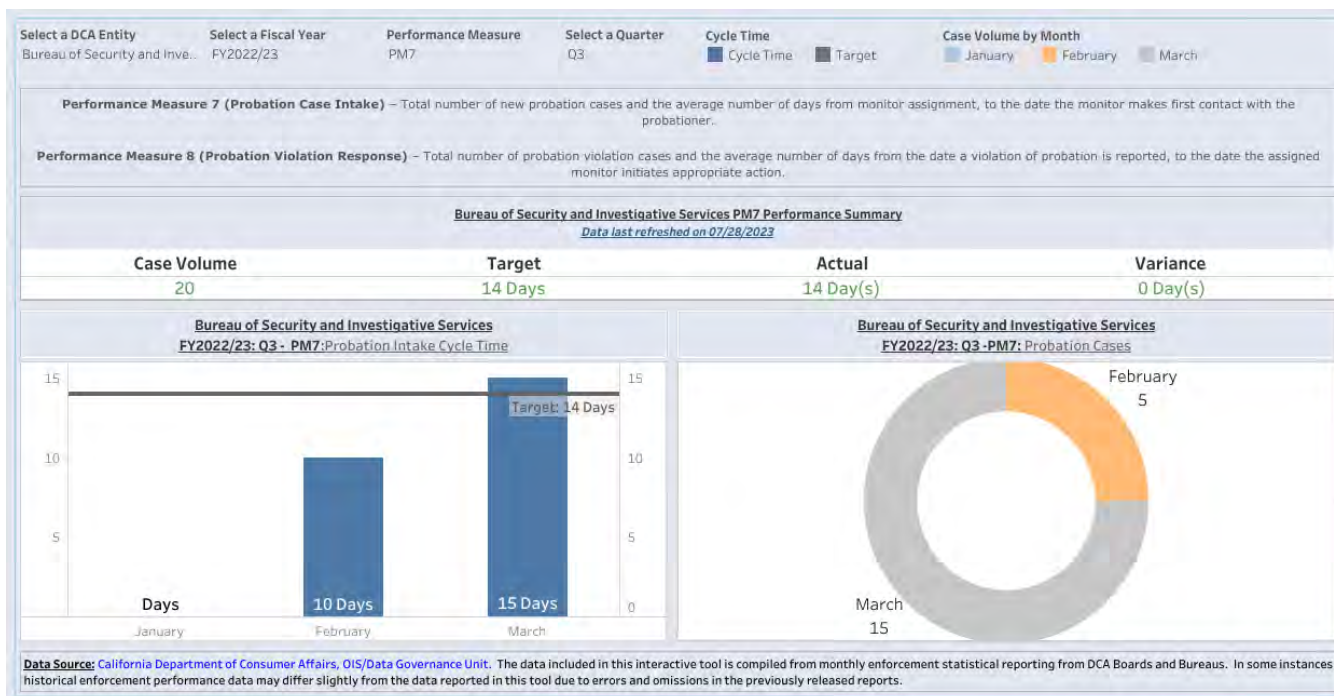 Select a DCA Entity Select a Fiscal Year Performance Measure Select a Quarter Cycle Time Case Volume by Month
Bureau of Security and Inve.. FY2022/23 PM7 Q3 Cycle Time Target January February March
Performance Measure 7 (Probation Case Intake) – Total number of new probation cases and the average number of days from monitor assignment, to the date the monitor makes first contact with the
probationer..
Performance Measure 8 (Probation Violation Response) – Total number of probation violation cases and the average number of days from the date a violation of probation is reported, to the date the assigned
monitor initiates appropriate action.
Bureau of Security and Investigative Services PM7 Performance Summary
Data last refreshed on 07/28/2023
Case Volume Target Actual Variance
20 14 Days 14 Day(s) 0 Day(s)
Bureau of Security and Investigative Services
FY2022/23: Q3 - PM7:Probation Intake Cycle Time
15 15
Target: 14 Days
10 10
5 5
0
Days 10 Days 15 Days
January February March
Bureau of Security and Investigative Services
FY2022/23: Q3 -PM7: Probation Cases
February
5
March
15
Data Source: California Department of Consumer Affairs, OIS/Data Governance Unit. The data included in this interactive tool is compiled from monthly enforcement statistical reporting from DCA Boards and Bureaus. In some instances
historical enforcement performance data may differ slightly from the data reported in this tool due to errors and omissions in the previously released reports.